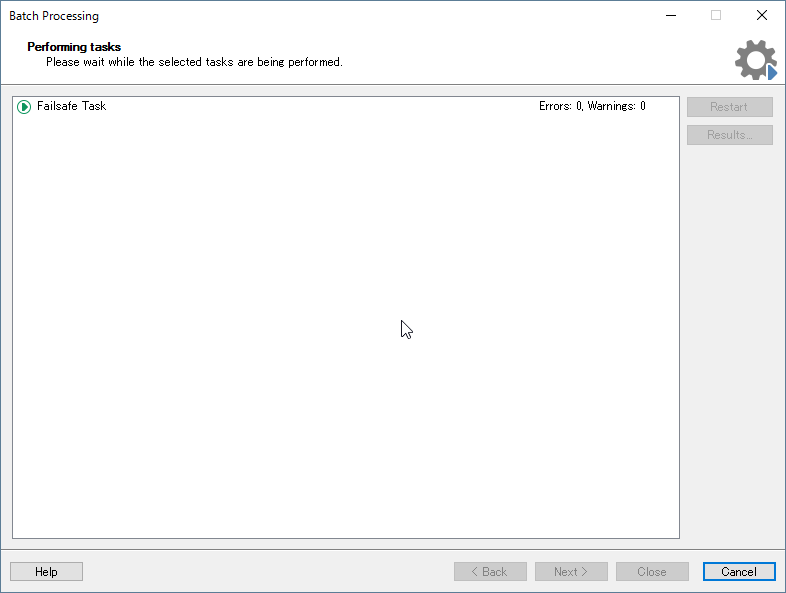 Batch Processing
Performing tasks
Please wait while the selected tasks are being performed.
Failsafe Task
Errors: 0, Warnings: 0
Restart
Results...
Help
< Back
Next >
Close
Cancel